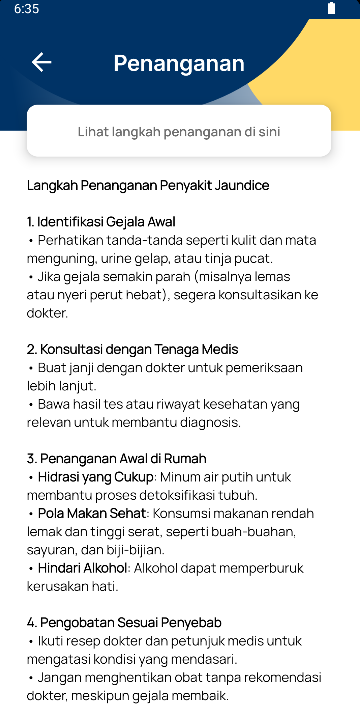 6:35
Penanganan
Lihat langkah penanganan di sini
Langkah Penanganan Penyakit Jaundice
1. Identifikasi Gejala Awal
• Perhatikan tanda-tanda seperti kulit dan mata
menguning, urine gelap, atau tinja pucat.
• Jika gejala semakin parah (misalnya lemas
atau nyeri perut hebat), segera konsultasikan ke
dokter.
2. Konsultasi dengan Tenaga Medis
• Buat janji dengan dokter untuk pemeriksaan
lebih lanjut.
• Bawa hasil tes atau riwayat kesehatan yang
relevan untuk membantu diagnosis.
3. Penanganan Awal di Rumah
• Hidrasi yang Cukup: Minum air putih untuk
membantu proses detoksifikasi tubuh.
• Pola Makan Sehat: Konsumsi makanan rendah
lemak dan tinggi serat, seperti buah-buahan,
sayuran, dan biji-bijian.
• Hindari Alkohol: Alkohol dapat memperburuk
kerusakan hati.
4. Pengobatan Sesuai Penyebab
• Ikuti resep dokter dan petunjuk medis untuk
mengatasi kondisi yang mendasari.
• Jangan menghentikan obat tanpa rekomendasi
dokter, meskipun gejala membaik.